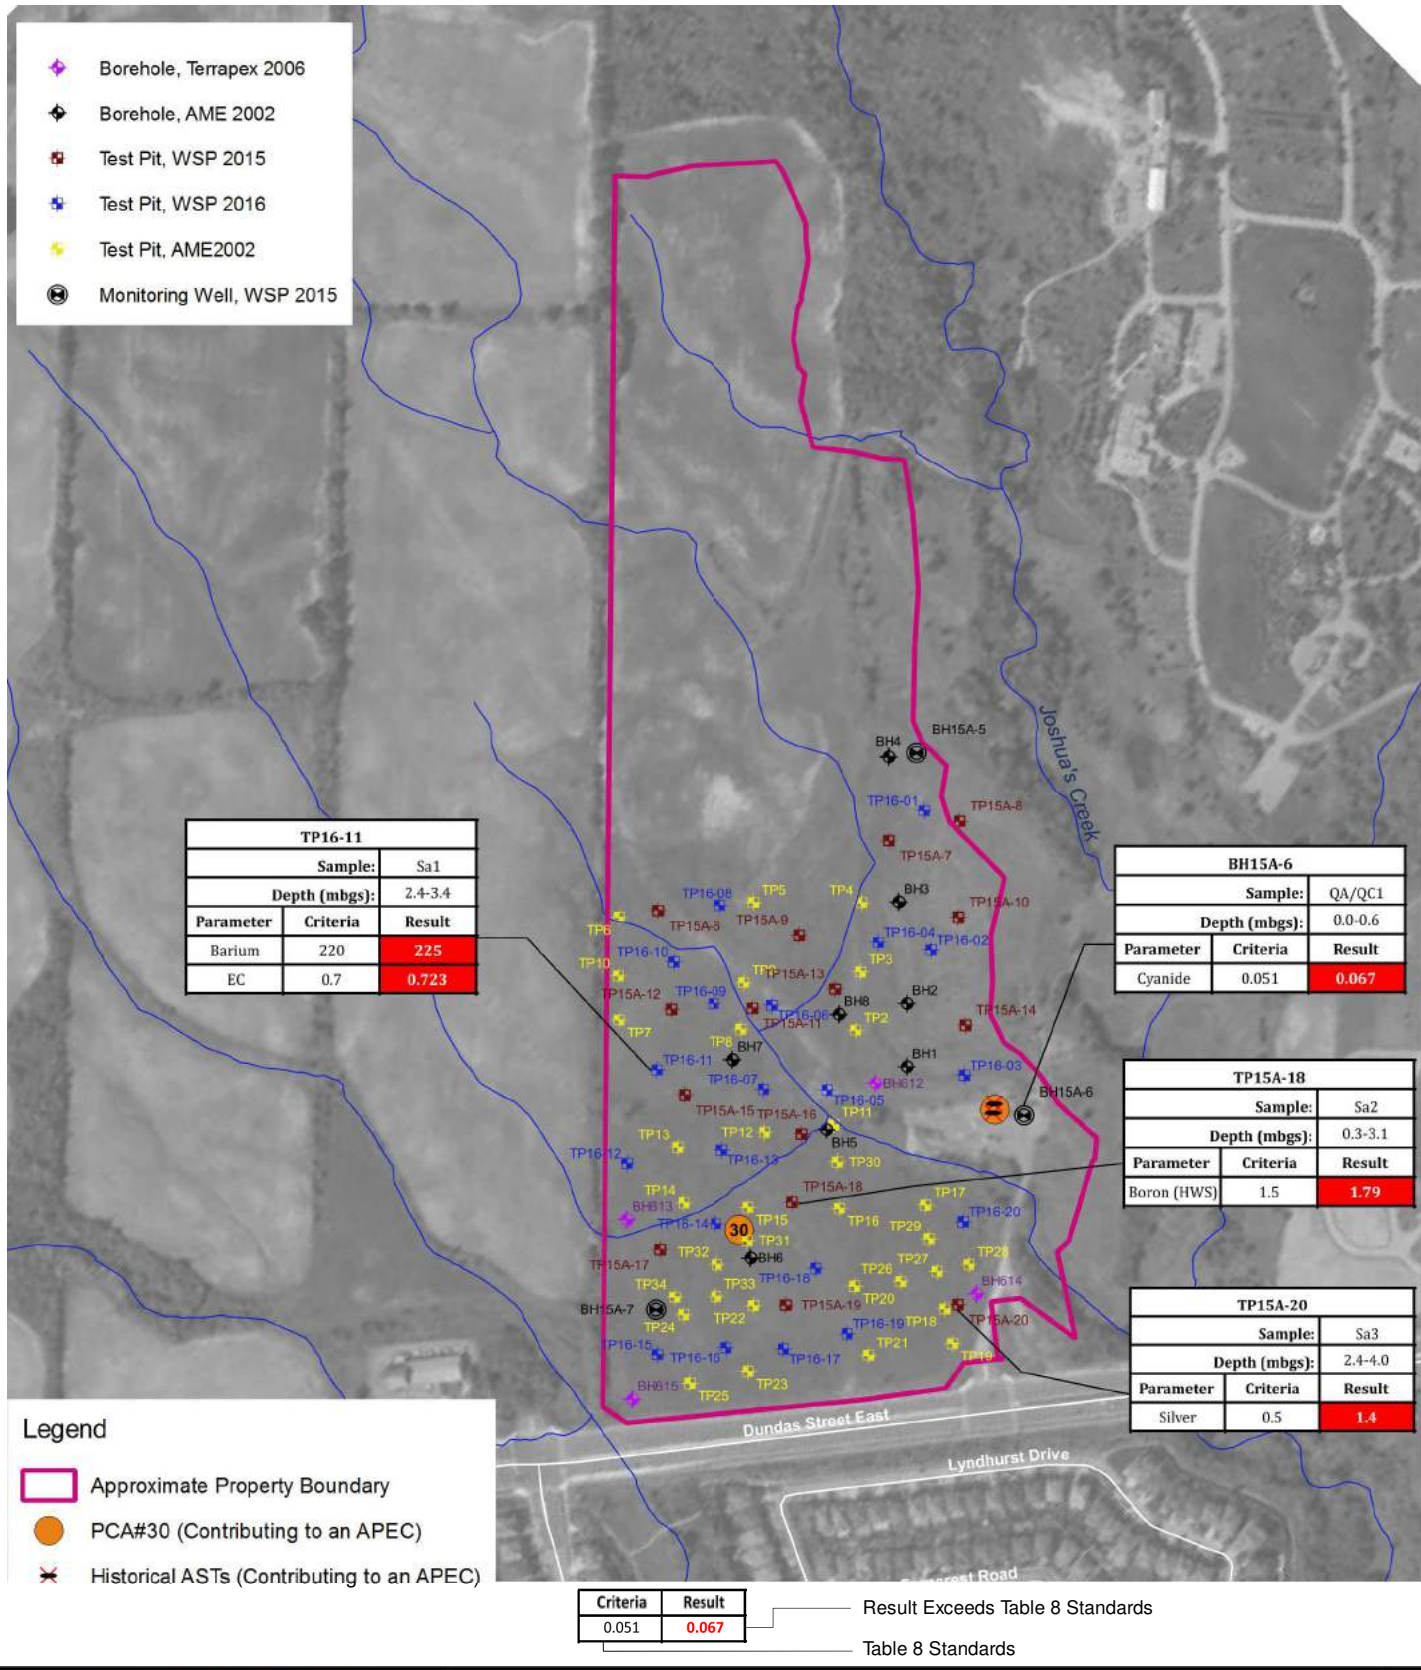 Borehole, Terrapex 2006
Borehole, AME 2002
Test Pit, WSP 2015
Test Pit, WSP 2016
Test Pit, AME2002
Monitoring Well, WSP 2015
Joshua's Creek
BH4
BH15A-5
TP16-01
TP15A-8
TP15A-7
TP16-08
TP5
TP4
BH3
TP15A-10
TP6
TP15A-9
TP16-04
TP16-02
TP16-10
TP3
TP10
TP15A-13
TP15A-12
TP16-09
TP16-06
BH8
BH2
TP15A-14
TP7
TP15A-11
TP2
BH7
TP16-11
BH1
TP16-03
TP16-07
BH612
TP16-05
BH15A-6
TP15A-15
TP15A-16
TP11
TP13
TP12
BH5
TP16-12
TP16-13
TP30
TP14
TP15A-18
TP17
BH613
TP16-14
30
TP15
TP16
TP16-20
TP31
TP29
TP15A-17
TP32
BH6
TP16-18
TP27
TP28
TP26
BH614
TP34
TP33
TP20
BH15A-7
TP24
TP22
TP15A-19
TP16-19
TP18
TP15A-20
TP16-15
TP16-17
TP21
TP19
BH615
TP25
TP23
TP16-11
Sample: Sa1
Depth (mbgs): 2.4-3.4
Parameter Criteria Result
Barium 220 225
EC 0.7 0.723
BH15A-6
Sample: QA/QC1
Depth (mbgs): 0.0-0.6
Parameter Criteria Result
Cyanide 0.051 0.067
TP15A-18
Sample: Sa2
Depth (mbgs): 0.3-3.1
Parameter Criteria Result
Boron (HWS) 1.5 1.79
TP15A-20
Sample: Sa3
Depth (mbgs): 2.4-4.0
Parameter Criteria Result
Silver 0.5 1.4
Dundas Street East
Lyndhurst Drive
Road
Legend
Approximate Property Boundary
PCA#30 (Contributing to an APEC)
Historical ASTs (Contributing to an APEC)
Criteria Result
0.051 0.067
Result Exceeds Table 8 Standards
Table 8 Standards